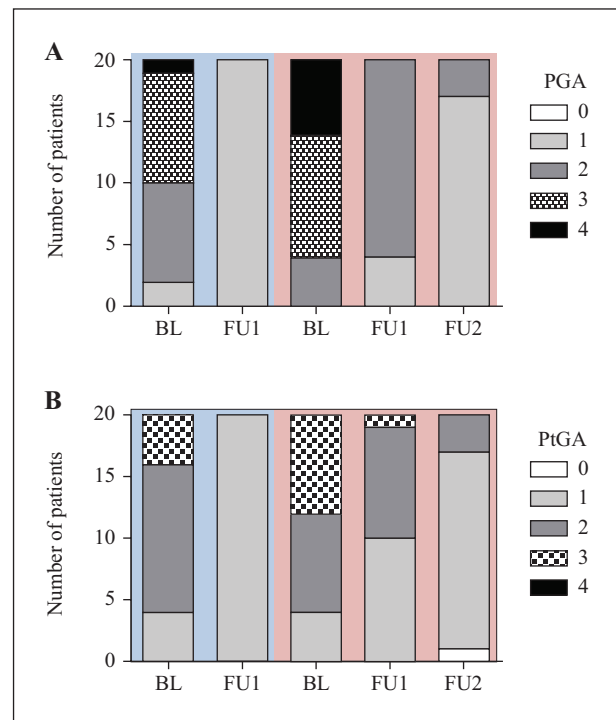 A
PGA
Number of patients
20
15
10
5
0
0
1
2
3
4
BL
FU1
BL
FU1
FU2
B
PtGA
Number of patients
20
15
10
5
0
0
1
2
3
4
BL
FU1
BL
FU1
FU2